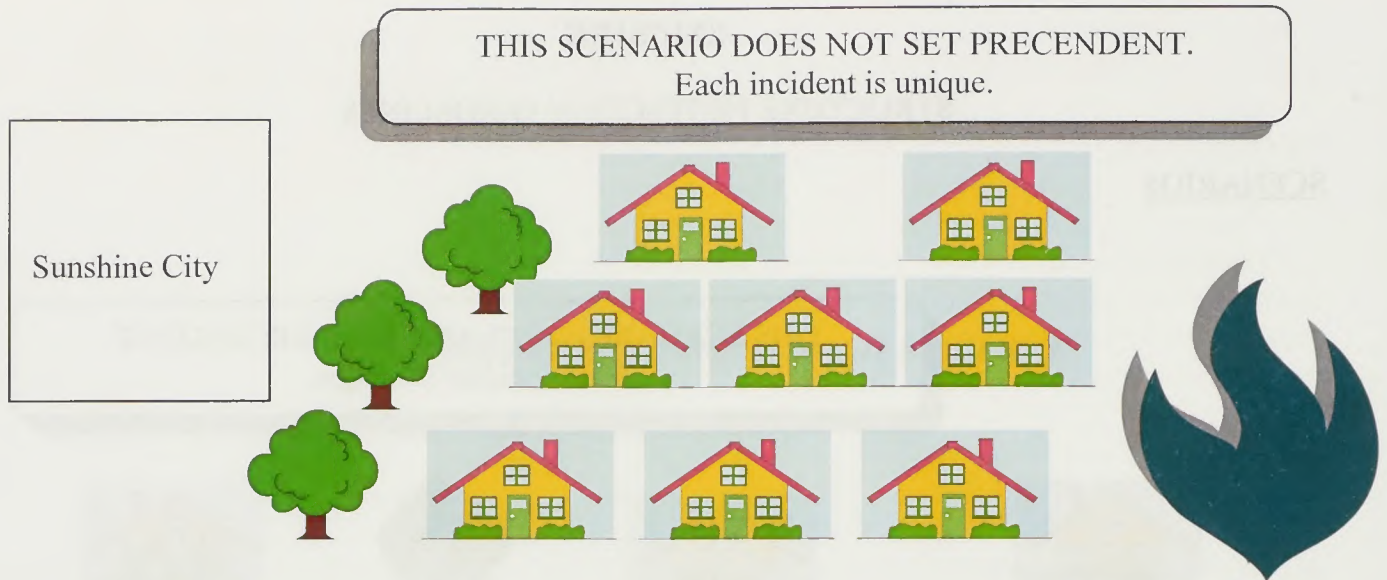 THIS SCENARIO DOES NOT SET PRECENDENT.
Each incident is unique.
Sunshine City